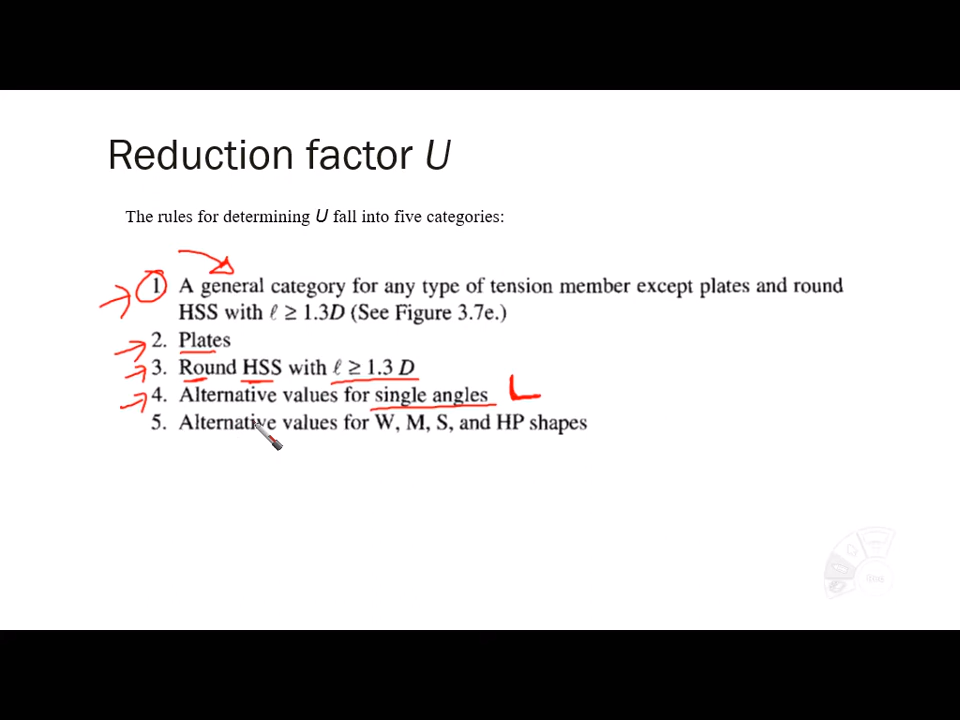 Reduction factor U
The rules for determining U fall into five categories:
1. A general category for any type of tension member except plates and round
HSS with ℓ ≥ 1.3D (See Figure 3.7e.)
2. Plates
3. Round HSS with ℓ ≥ 1.3 D
4. Alternative values for single angles L
5. Alternative values for W, M, S, and HP shapes